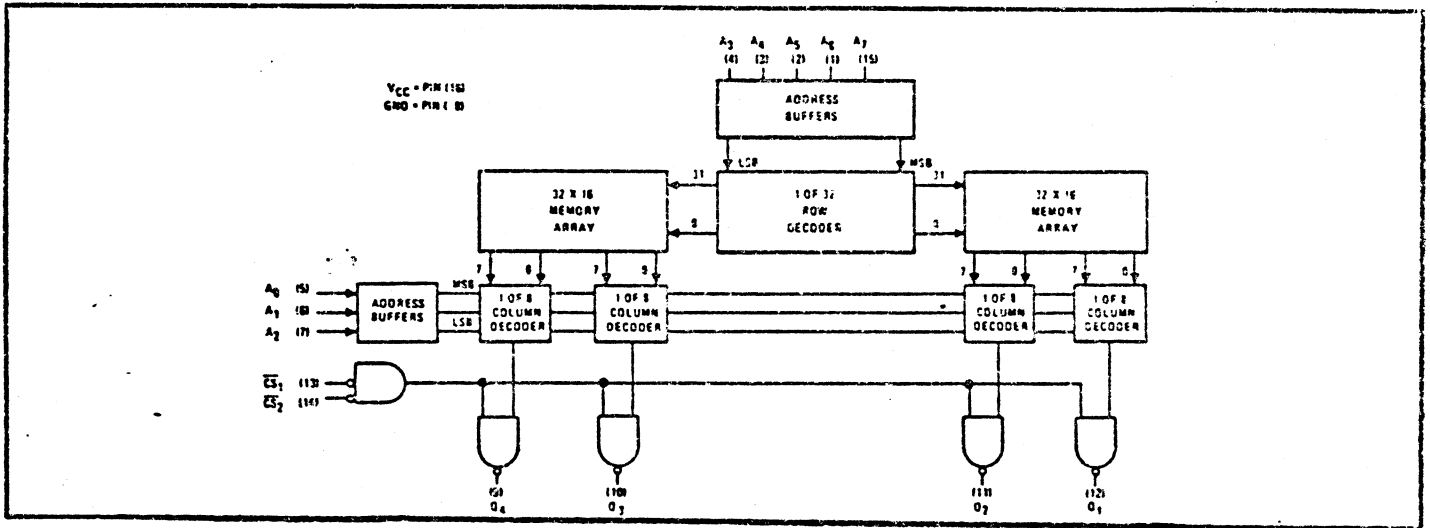 A3 A4 A5 A6 A7
(4) (3) (2) (1) (15)
VCC = PIN (16)
GND = PIN ( 8)
ADDRESS
BUFFERS
LSB MSB
32 X 16
MEMORY
ARRAY
31
0
1 OF 32
ROW
DECODER
31
0
32 X 16
MEMORY
ARRAY
7 0 7 0 7 0 7 0
A0 (5)
A1 (6)
A2 (7)
ADDRESS
BUFFERS
MSB
LSB
1 OF 8
COLUMN
DECODER
1 OF 8
COLUMN
DECODER
1 OF 8
COLUMN
DECODER
1 OF 8
COLUMN
DECODER
CS1 (13)
CS2 (14)
(9) (10) (11) (12)
O4 O3 O2 O1